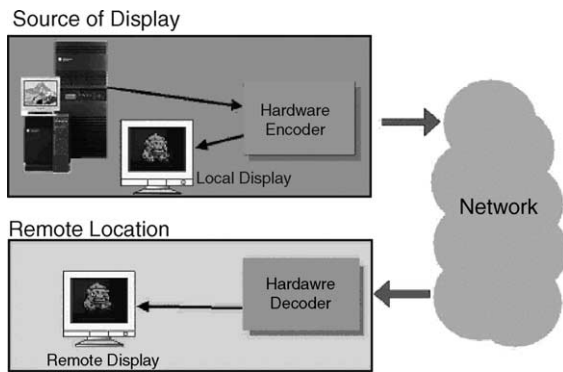 Source of Display
Hardware
Encoder
Local Display
Network
Remote Location
Hardawre
Decoder
Remote Display